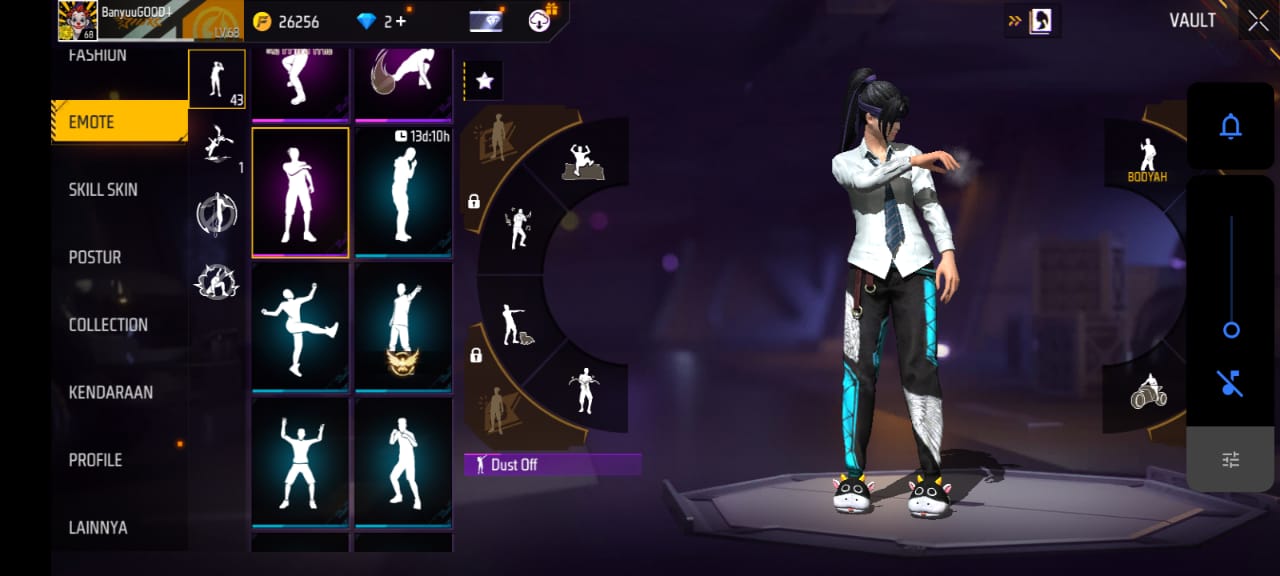 BanyuuGOOD↓
68
LV.68
26256
2+
VAULT
FASHION
EMOTE
SKILL SKIN
POSTUR
COLLECTION
KENDARAAN
PROFILE
LAINNYA
43
1
13d:10h
Dust Off
BOOYAH